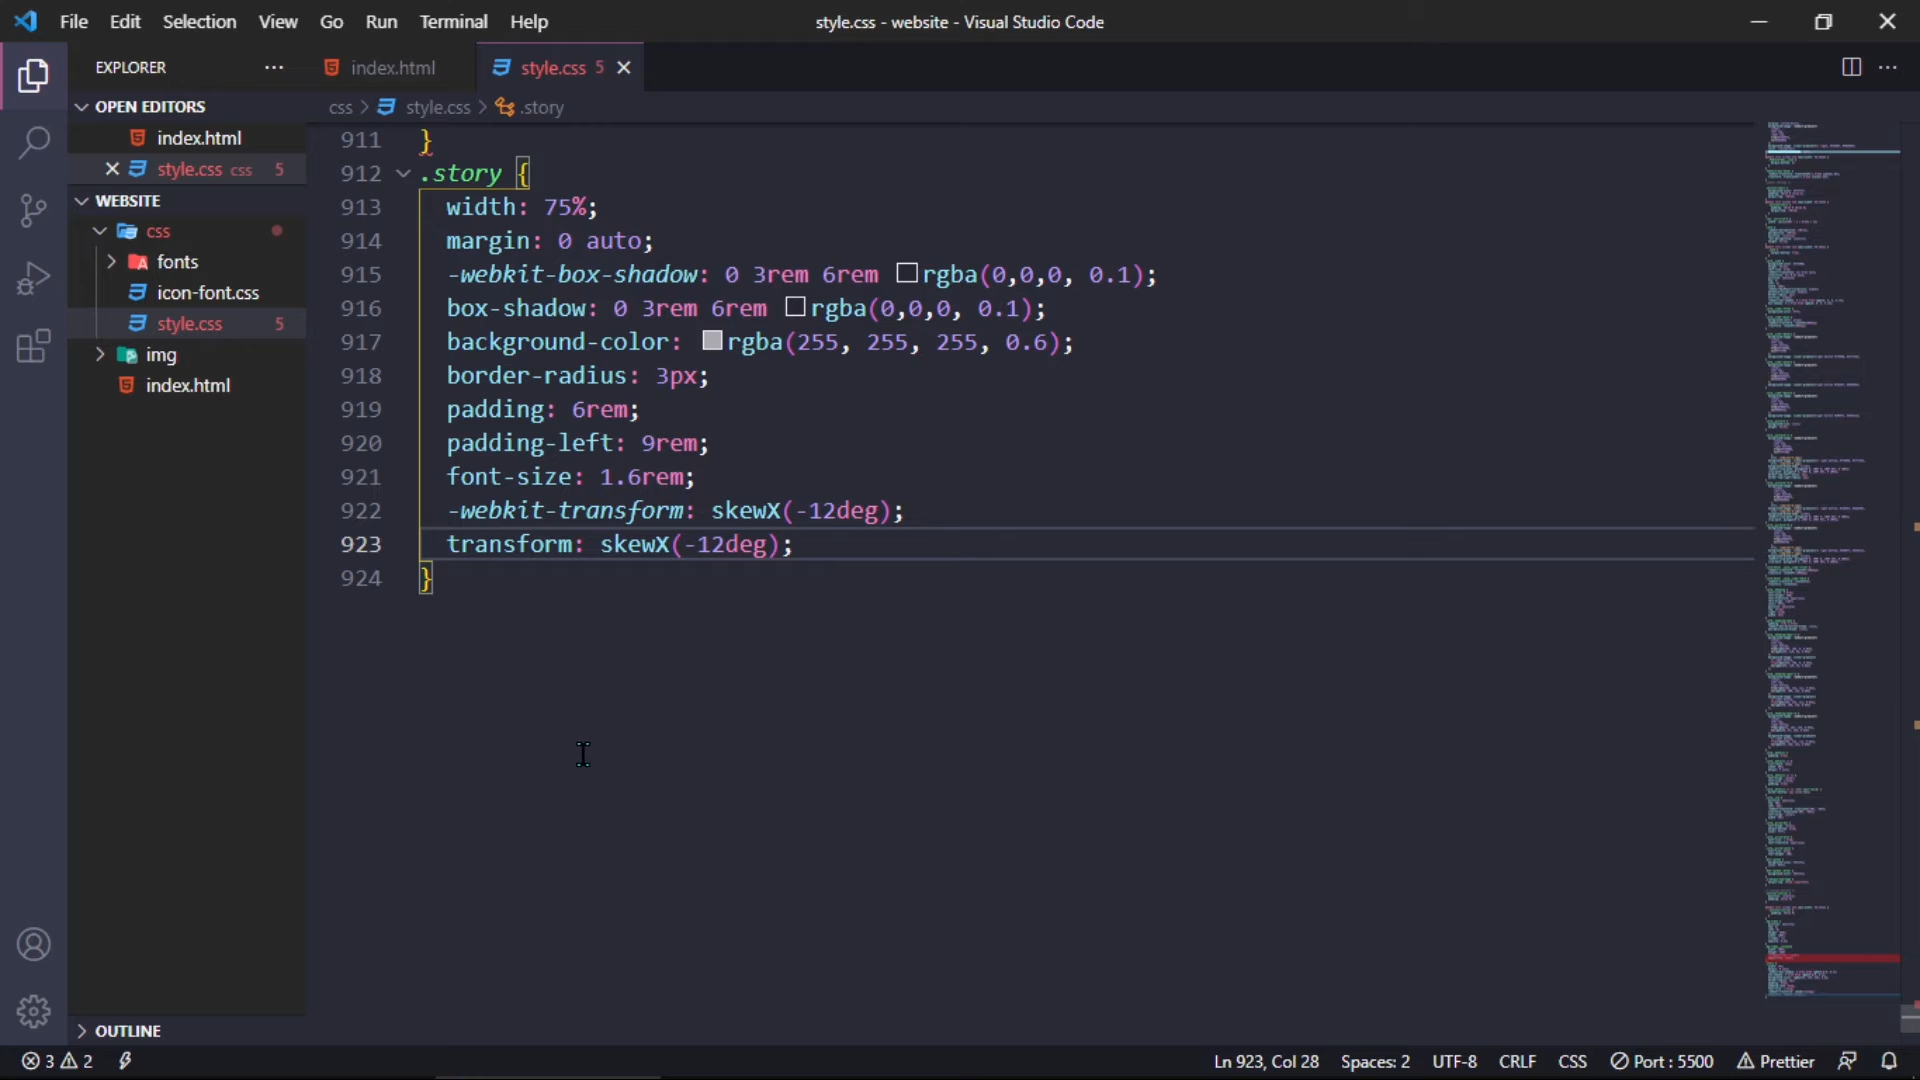 File Edit Selection View Go Run Terminal Help
style.css - website - Visual Studio Code
EXPLORER
index.html
style.css 5
OPEN EDITORS
css > style.css > .story
index.html
style.css css 5
WEBSITE
css
fonts
icon-font.css
style.css 5
img
index.html
911 }
912 .story {
913 width: 75%;
914 margin: 0 auto;
915 -webkit-box-shadow: 0 3rem 6rem rgba(0,0,0, 0.1);
916 box-shadow: 0 3rem 6rem rgba(0,0,0, 0.1);
917 background-color: rgba(255, 255, 255, 0.6);
918 border-radius: 3px;
919 padding: 6rem;
920 padding-left: 9rem;
921 font-size: 1.6rem;
922 -webkit-transform: skewX(-12deg);
923 transform: skewX(-12deg);
924 }
OUTLINE
3 2
Ln 923, Col 28 Spaces: 2 UTF-8 CRLF CSS Port : 5500 Prettier